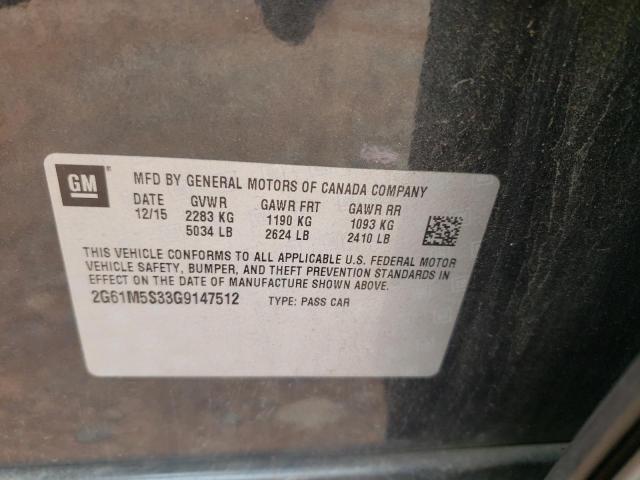 GM
MFD BY GENERAL MOTORS OF CANADA COMPANY
DATE GVWR GAWR FRT GAWR RR
12/15 2283 KG 1190 KG 1093 KG
5034 LB 2624 LB 2410 LB
THIS VEHICLE CONFORMS TO ALL APPLICABLE U.S. FEDERAL MOTOR
VEHICLE SAFETY, BUMPER, AND THEFT PREVENTION STANDARDS IN
EFFECT ON THE DATE OF MANUFACTURE SHOWN ABOVE.
2G61M5S33G9147512 TYPE: PASS CAR